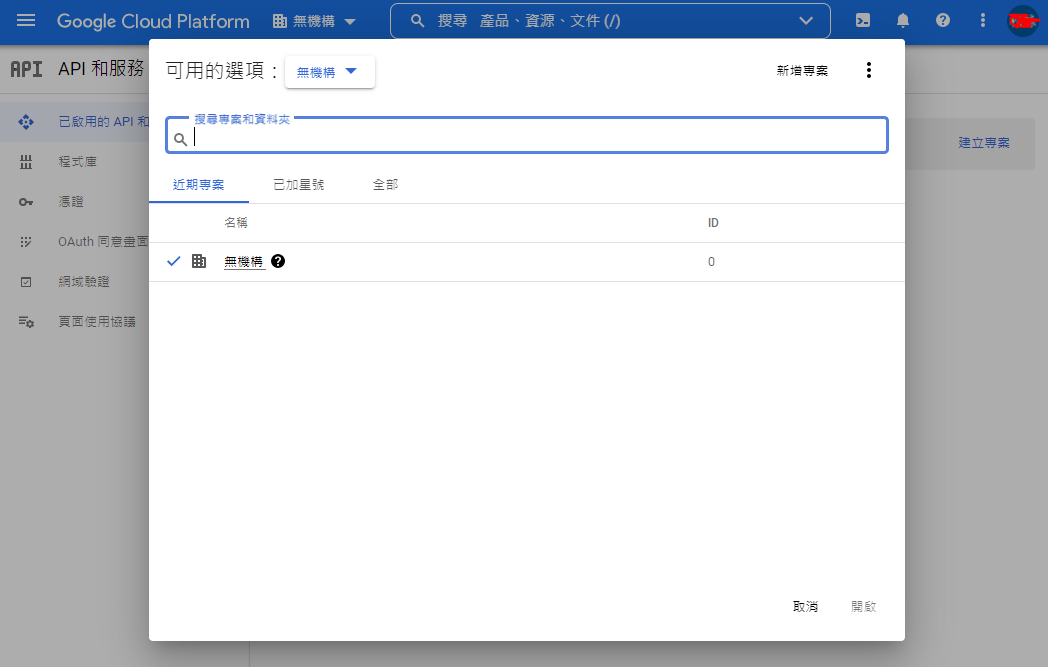 Google Cloud Platform 無機構 搜尋 產品、資源、文件 (/)
API API 和服務
可用的選項： 無機構 新增專案
搜尋專案和資料夾
已啟用的 API 和
建立專案
程式庫
近期專案 已加星號 全部
憑證
名稱 ID
OAuth 同意畫面
無機構 ? 0
網域驗證
頁面使用協議
取消 開啟